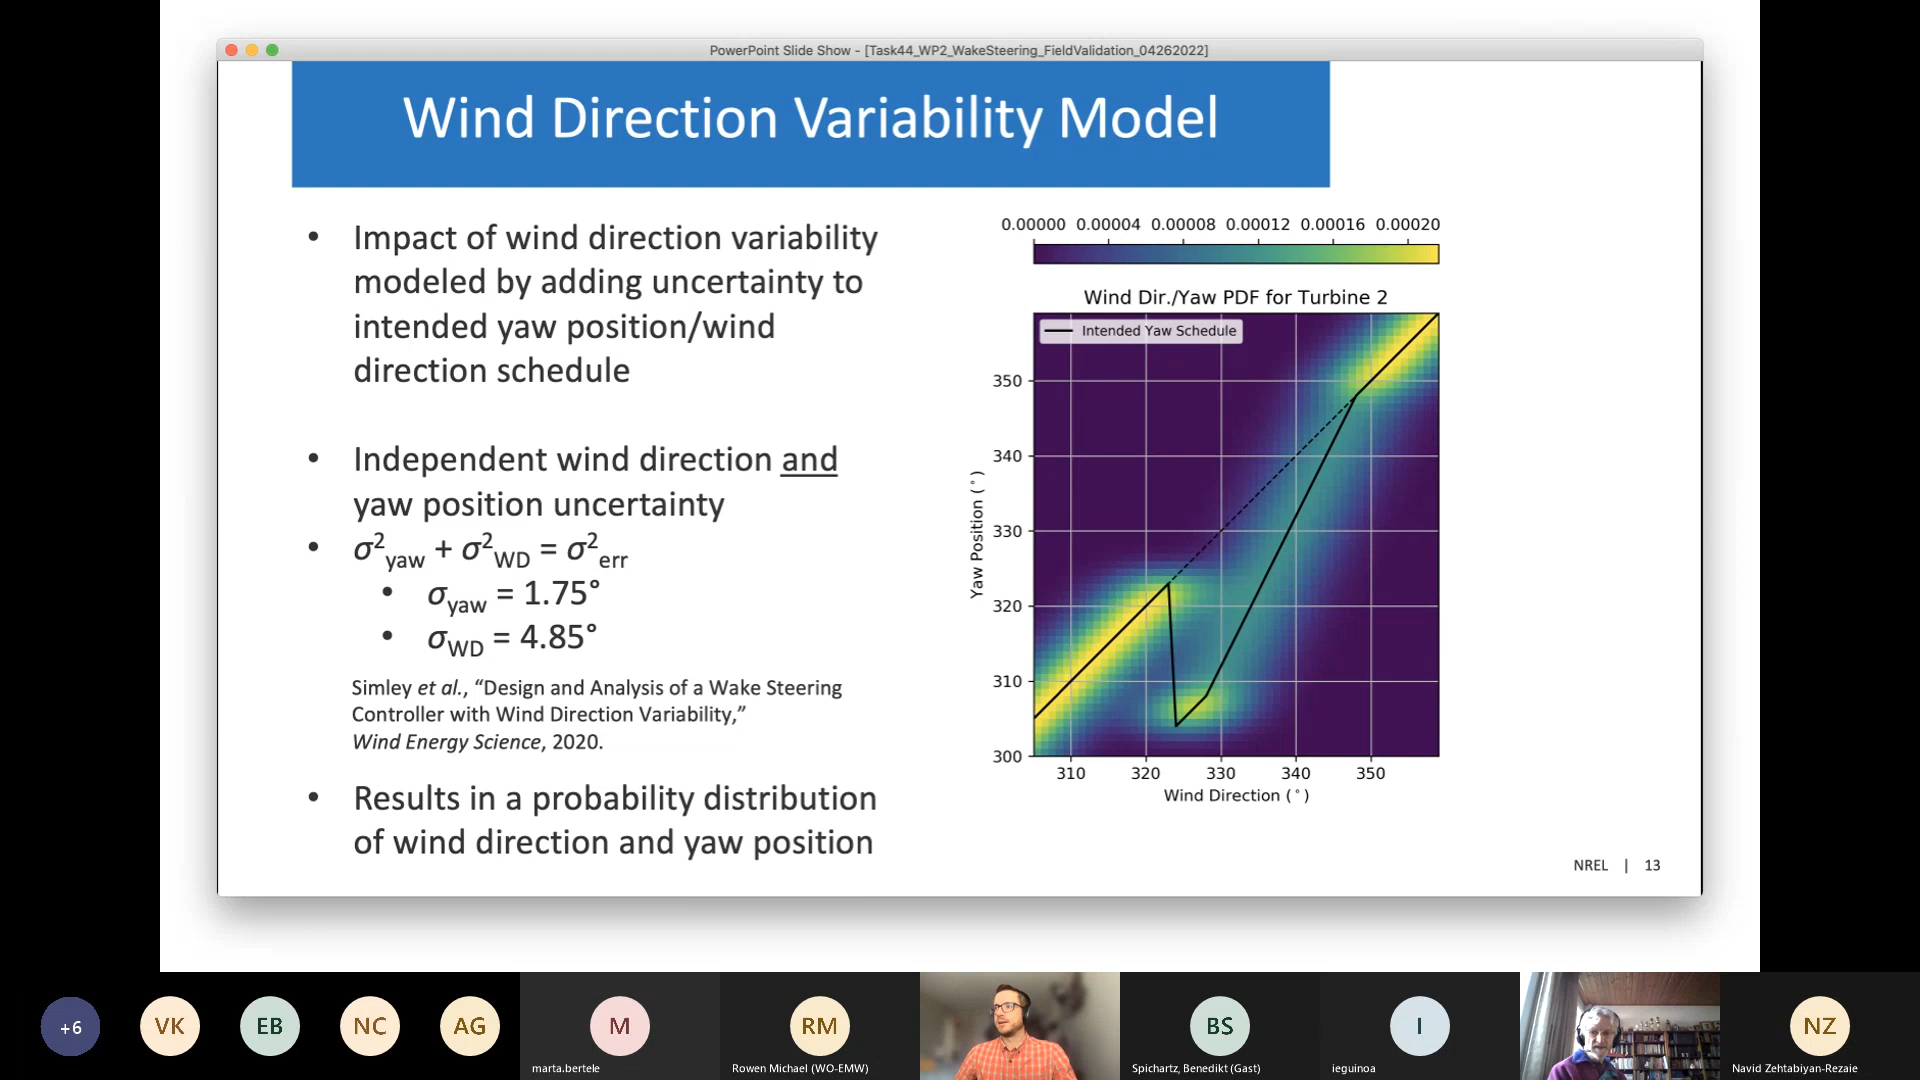 PowerPoint Slide Show - [Task44_WP2_WakeSteering_FieldValidation_04262022]
Wind Direction Variability Model
• Impact of wind direction variability
modeled by adding uncertainty to
intended yaw position/wind
direction schedule
• Independent wind direction and
yaw position uncertainty
• σ²yaw + σ²WD = σ²err
• σyaw = 1.75°
• σWD = 4.85°
Simley et al., “Design and Analysis of a Wake Steering
Controller with Wind Direction Variability,”
Wind Energy Science, 2020.
• Results in a probability distribution
of wind direction and yaw position
0.00000 0.00004 0.00008 0.00012 0.00016 0.00020
Wind Dir./Yaw PDF for Turbine 2
Intended Yaw Schedule
Yaw Position (°)
350
340
330
320
310
300
310 320 330 340 350
Wind Direction (°)
NREL | 13
+6
VK
EB
NC
AG
M
marta.bertele
RM
Rowen Michael (WO-EMW)
BS
Spichartz, Benedikt (Gast)
I
ieguinoa
NZ
Navid Zehtabiyan-Rezaie